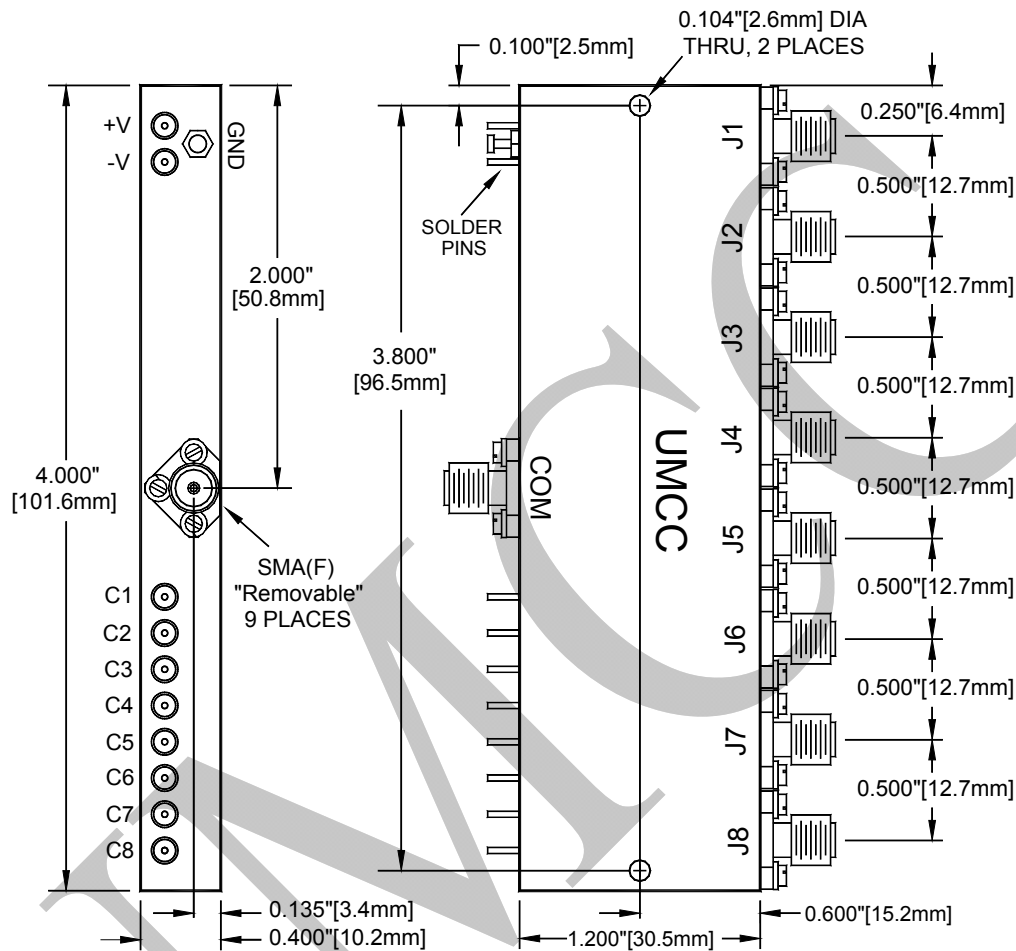 0.104"[2.6mm] DIA
THRU, 2 PLACES
0.100"[2.5mm]
+V
-V
GND
SOLDER
PINS
2.000"
[50.8mm]
3.800"
[96.5mm]
4.000"
[101.6mm]
SMA(F)
"Removable"
9 PLACES
C1
C2
C3
C4
C5
C6
C7
C8
0.135"[3.4mm]
0.400"[10.2mm]
COM
UMCC
J1
J2
J3
J4
J5
J6
J7
J8
0.250"[6.4mm]
0.500"[12.7mm]
0.500"[12.7mm]
0.500"[12.7mm]
0.500"[12.7mm]
0.500"[12.7mm]
0.500"[12.7mm]
0.500"[12.7mm]
0.600"[15.2mm]
1.200"[30.5mm]
UMCC